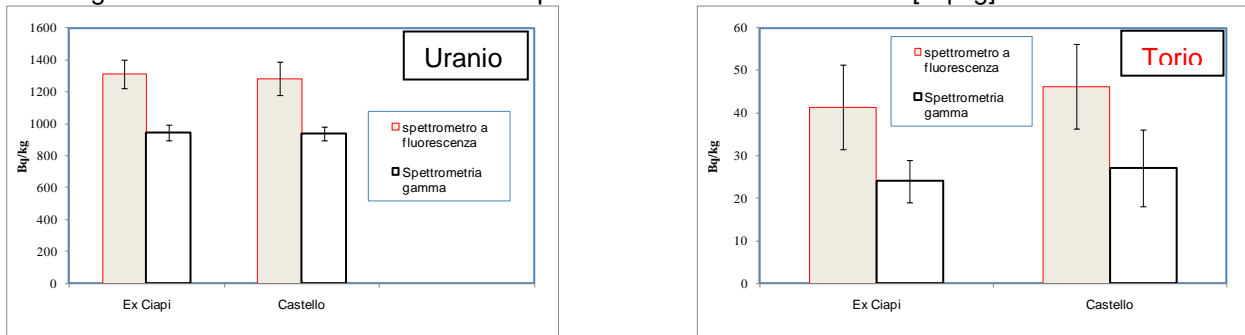 1600
1400
1200
1000
800
600
400
200
0
Bq/kg
Uranio
spettrometro a
fluorescenza
Spettrometria
gamma
Ex Ciapi
Castello
60
50
40
30
20
10
0
Bq/kg
spettrometro a
fluorescenza
Spettrometria
gamma
Torio
Ex Ciapi
Castello